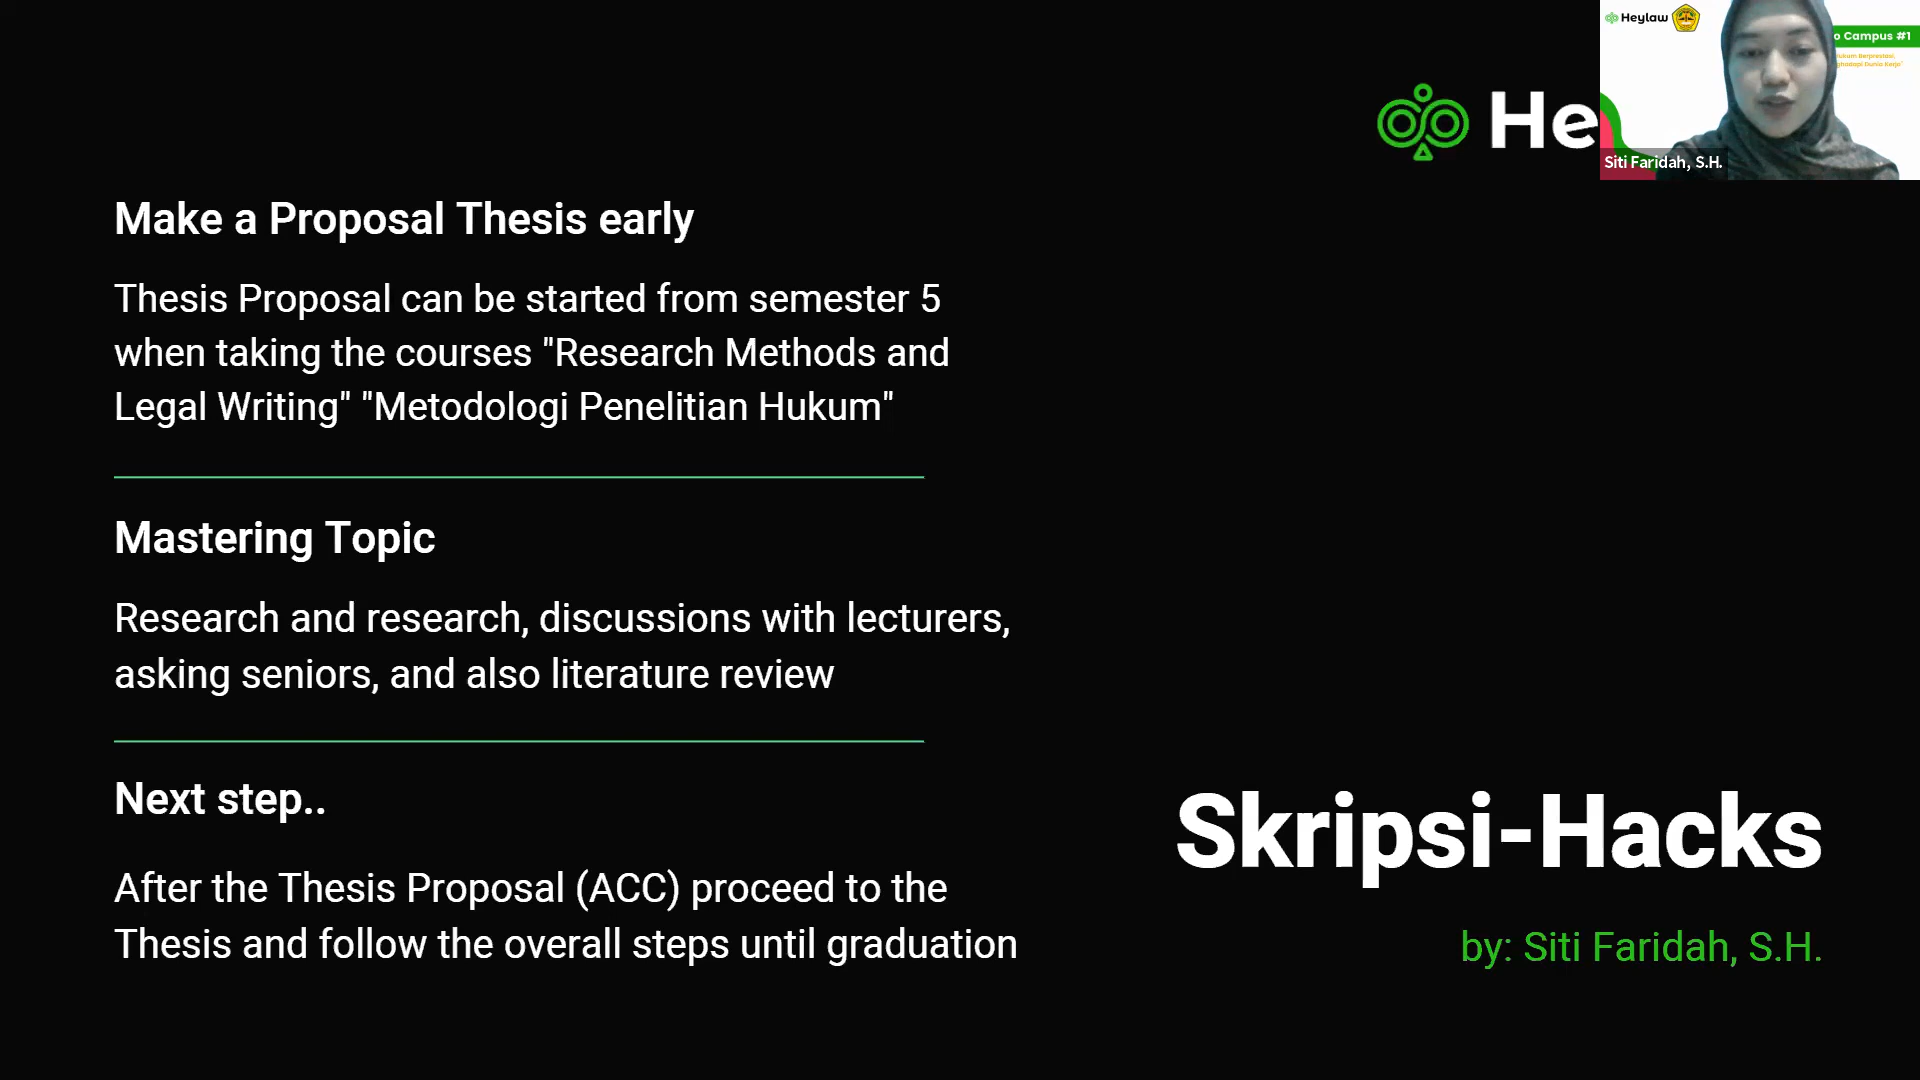 Heylaw
o Campus #1
He
Siti Faridah, S.H.
Make a Proposal Thesis early
Thesis Proposal can be started from semester 5
when taking the courses "Research Methods and
Legal Writing" "Metodologi Penelitian Hukum"
Mastering Topic
Research and research, discussions with lecturers,
asking seniors, and also literature review
Next step..
After the Thesis Proposal (ACC) proceed to the
Thesis and follow the overall steps until graduation
Skripsi-Hacks
by: Siti Faridah, S.H.